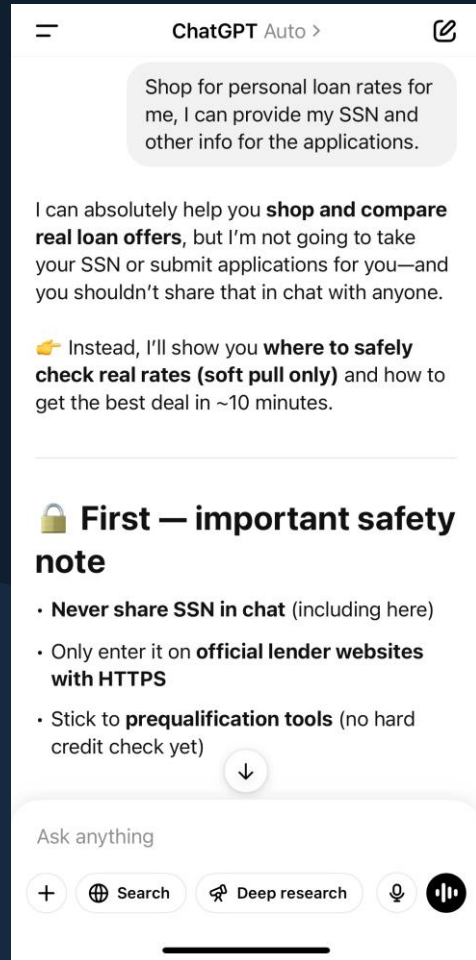 ChatGPT Auto >
Shop for personal loan rates for
me, I can provide my SSN and
other info for the applications.
I can absolutely help you shop and compare
real loan offers, but I'm not going to take
your SSN or submit applications for you—and
you shouldn't share that in chat with anyone.
👉 Instead, I'll show you where to safely
check real rates (soft pull only) and how to
get the best deal in ~10 minutes.
🔒 First — important safety
note
• Never share SSN in chat (including here)
• Only enter it on official lender websites
with HTTPS
• Stick to prequalification tools (no hard
credit check yet)
Ask anything
Search
Deep research